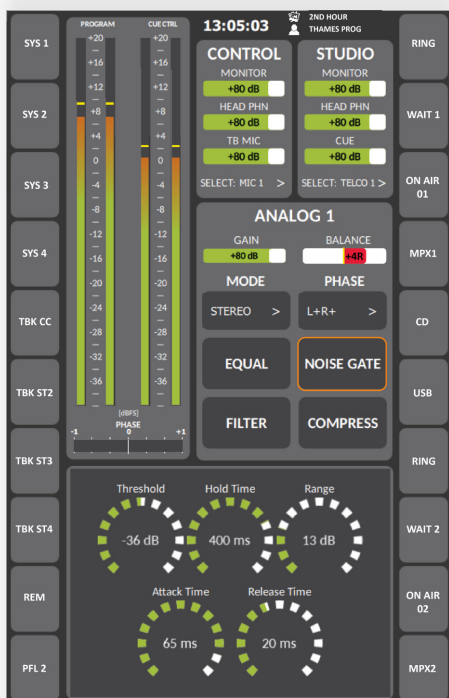 SYS 1
SYS 2
SYS 3
SYS 4
TBK CC
TBK ST2
TBK ST3
TBK ST4
REM
PFL 2
PROGRAM
CUE CTRL
+20 +20
+16 +16
+12 +12
+8 +8
+4 +4
0 0
-4 -4
-8 -8
-12 -12
-16 -16
-20 -20
-24 -24
-28 -28
-32 -32
-36 -36
[dBFS]
PHASE
-1 0 +1
13:05:03
2ND HOUR
THAMES PROG
CONTROL
MONITOR
+80 dB
HEAD PHN
+80 dB
TB MIC
+80 dB
SELECT: MIC 1 >
STUDIO
MONITOR
+80 dB
HEAD PHN
+80 dB
CUE
+80 dB
SELECT: TELCO 1 >
ANALOG 1
GAIN
+80 dB
BALANCE
+4R
MODE
STEREO >
PHASE
L+R+ >
EQUAL
NOISE GATE
FILTER
COMPRESS
Threshold
-36 dB
Hold Time
400 ms
Range
13 dB
Attack Time
65 ms
Release Time
20 ms
RING
WAIT 1
ON AIR
01
MPX1
CD
USB
RING
WAIT 2
ON AIR
02
MPX2